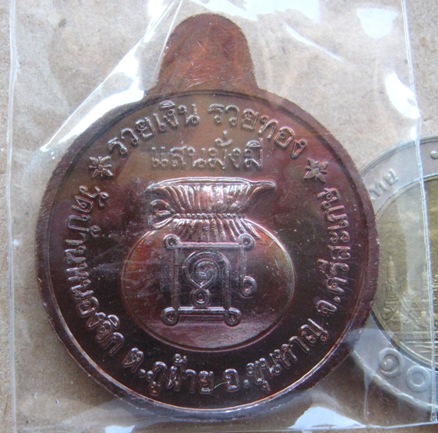 รวยเงิน รวยทอง
แสนมั่งมี
วัดบ้านหนองจิก ต.ภูฝ้าย อ.ขุนหาญ จ.ศรีสะเกษ
๑๐